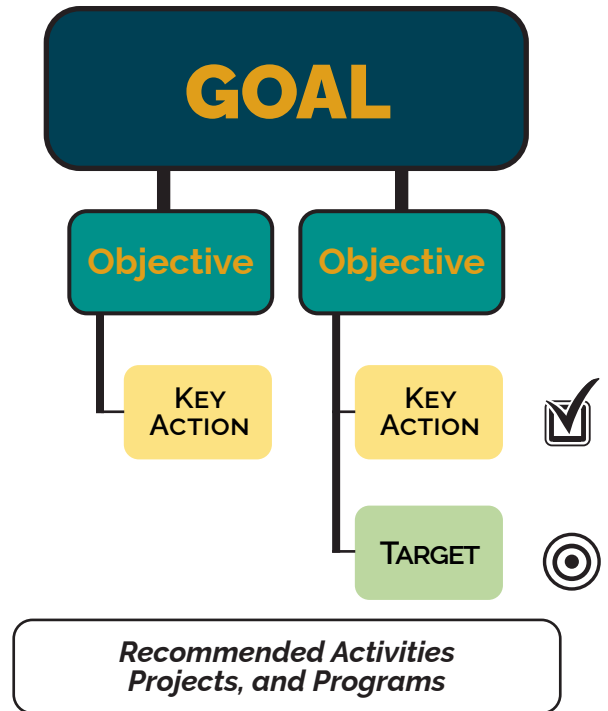 GOAL
Objective Objective
KEY KEY
ACTION ACTION
TARGET
Recommended Activities
Projects, and Programs